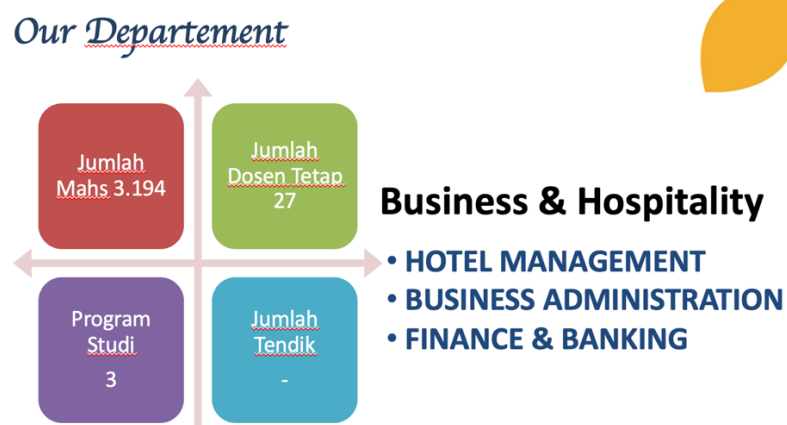 Our Departement
Jumlah
Mahs 3.194
Jumlah
Dosen Tetap
27
Program
Studi
3
Jumlah
Tendik
-
Business & Hospitality
• HOTEL MANAGEMENT
• BUSINESS ADMINISTRATION
• FINANCE & BANKING